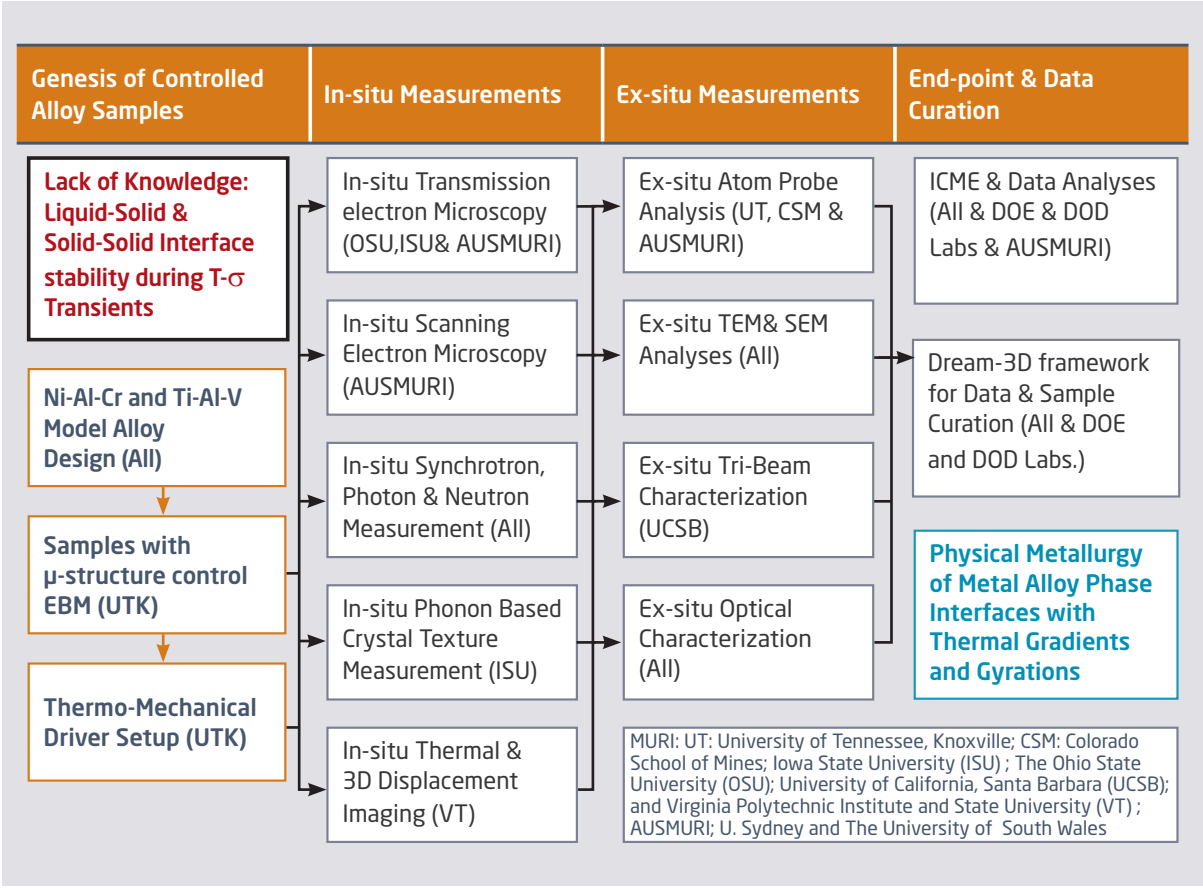 Genesis of Controlled
Alloy Samples
In-situ Measurements
Ex-situ Measurements
End-point & Data
Curation
Lack of Knowledge:
Liquid-Solid &
Solid-Solid Interface
stability during T-σ
Transients
Ni-Al-Cr and Ti-Al-V
Model Alloy
Design (All)
Samples with
μ-structure control
EBM (UTK)
Thermo-Mechanical
Driver Setup (UTK)
In-situ Transmission
electron Microscopy
(OSU,ISU& AUSMURI)
In-situ Scanning
Electron Microscopy
(AUSMURI)
In-situ Synchrotron,
Photon & Neutron
Measurement (All)
In-situ Phonon Based
Crystal Texture
Measurement (ISU)
In-situ Thermal &
3D Displacement
Imaging (VT)
Ex-situ Atom Probe
Analysis (UT, CSM &
AUSMURI)
Ex-situ TEM& SEM
Analyses (All)
Ex-situ Tri-Beam
Characterization
(UCSB)
Ex-situ Optical
Characterization
(All)
ICME & Data Analyses
(All & DOE & DOD
Labs & AUSMURI)
Dream-3D framework
for Data & Sample
Curation (All & DOE
and DOD Labs.)
Physical Metallurgy
of Metal Alloy Phase
Interfaces with
Thermal Gradients
and Gyrations
MURI: UT: University of Tennessee, Knoxville; CSM: Colorado
School of Mines; Iowa State University (ISU) ; The Ohio State
University (OSU); University of California, Santa Barbara (UCSB);
and Virginia Polytechnic Institute and State University (VT) ;
AUSMURI; U. Sydney and The University of South Wales